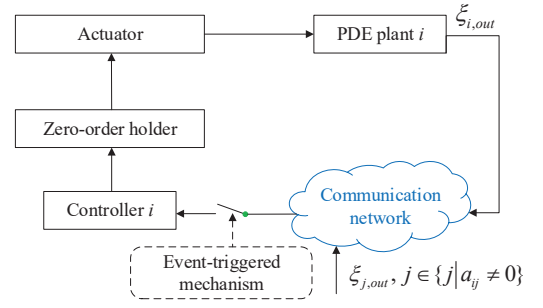 Actuator
PDE plant i
ξ_{i,out}
Zero-order holder
Controller i
Communication
network
Event-triggered
mechanism
ξ_{j,out}, j ∈ {j|a_{ij} ≠ 0}